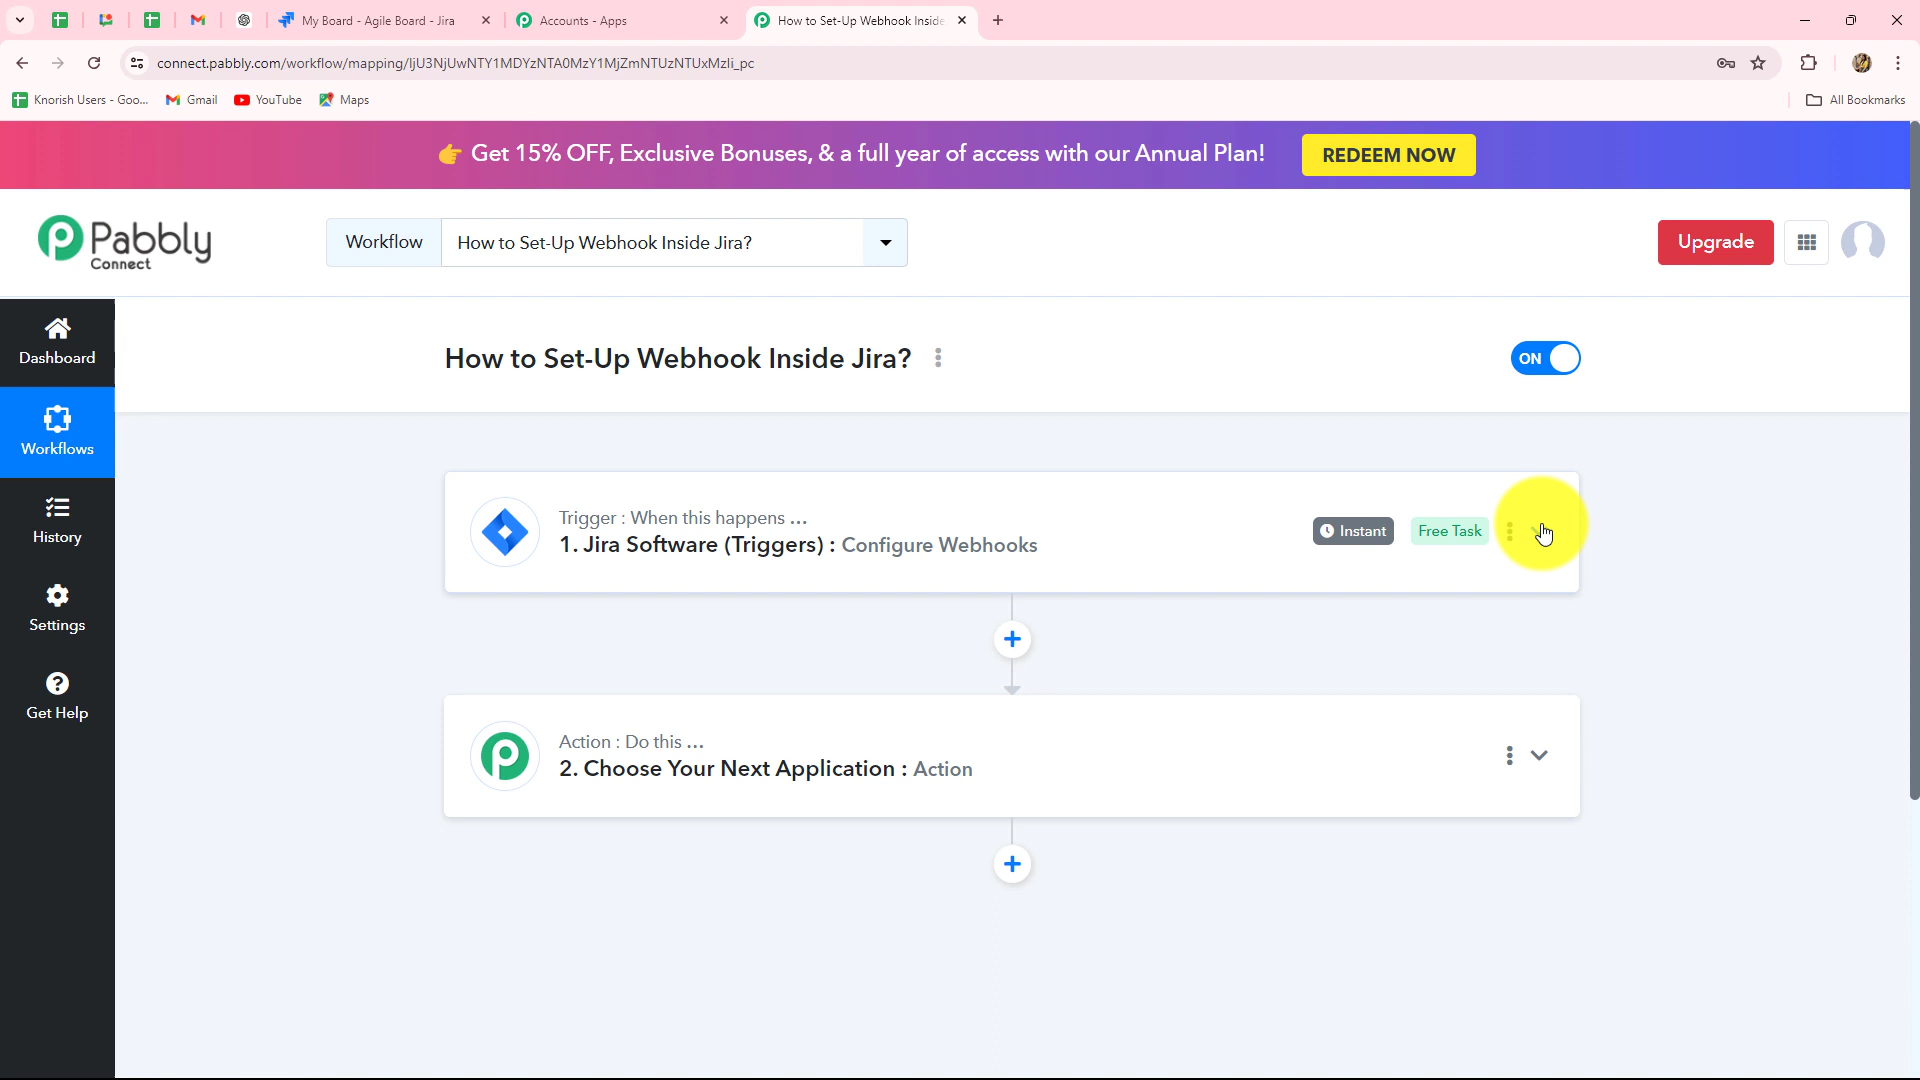 My Board - Agile Board - Jira
Accounts - Apps
How to Set-Up Webhook Inside
connect.pabbly.com/workflow/mapping/IjU3NjUwNTY1MDYzNTA0MzY1MjZmNTUzNTUxMzIi_pc
Knorish Users - Goo...
Gmail
YouTube
Maps
All Bookmarks
👉 Get 15% OFF, Exclusive Bonuses, & a full year of access with our Annual Plan!
REDEEM NOW
Pabbly
Connect
Workflow
How to Set-Up Webhook Inside Jira?
Upgrade
Dashboard
Workflows
History
Settings
Get Help
How to Set-Up Webhook Inside Jira?
ON
Trigger : When this happens ...
1. Jira Software (Triggers) : Configure Webhooks
Instant
Free Task
Action : Do this ...
2. Choose Your Next Application : Action